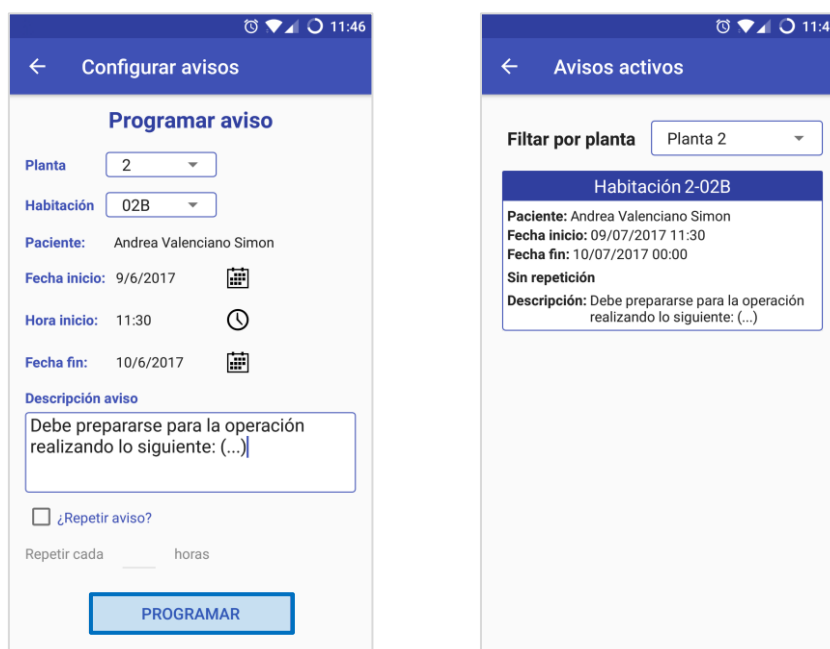 11:46
Configurar avisos
Programar aviso
Planta 2
Habitación 02B
Paciente: Andrea Valenciano Simon
Fecha inicio: 9/6/2017
Hora inicio: 11:30
Fecha fin: 10/6/2017
Descripción aviso
Debe prepararse para la operación
realizando lo siguiente: (...)
¿Repetir aviso?
Repetir cada horas
PROGRAMAR
11:4
Avisos activos
Filtar por planta Planta 2
Habitación 2-02B
Paciente: Andrea Valenciano Simon
Fecha inicio: 09/07/2017 11:30
Fecha fin: 10/07/2017 00:00
Sin repetición
Descripción: Debe prepararse para la operación
realizando lo siguiente: (...)